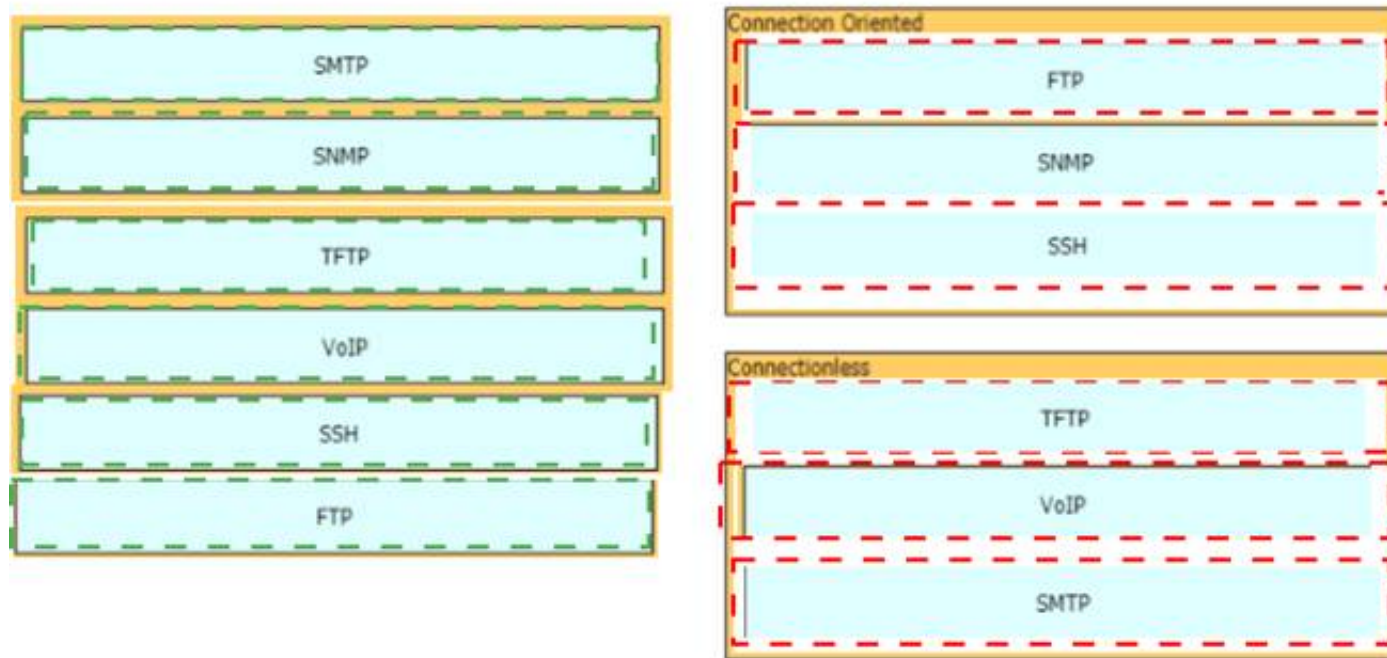 SMTP
SNMP
TFTP
VoIP
SSH
FTP
Connection Oriented
FTP
SNMP
SSH
Connectionless
TFTP
VoIP
SMTP